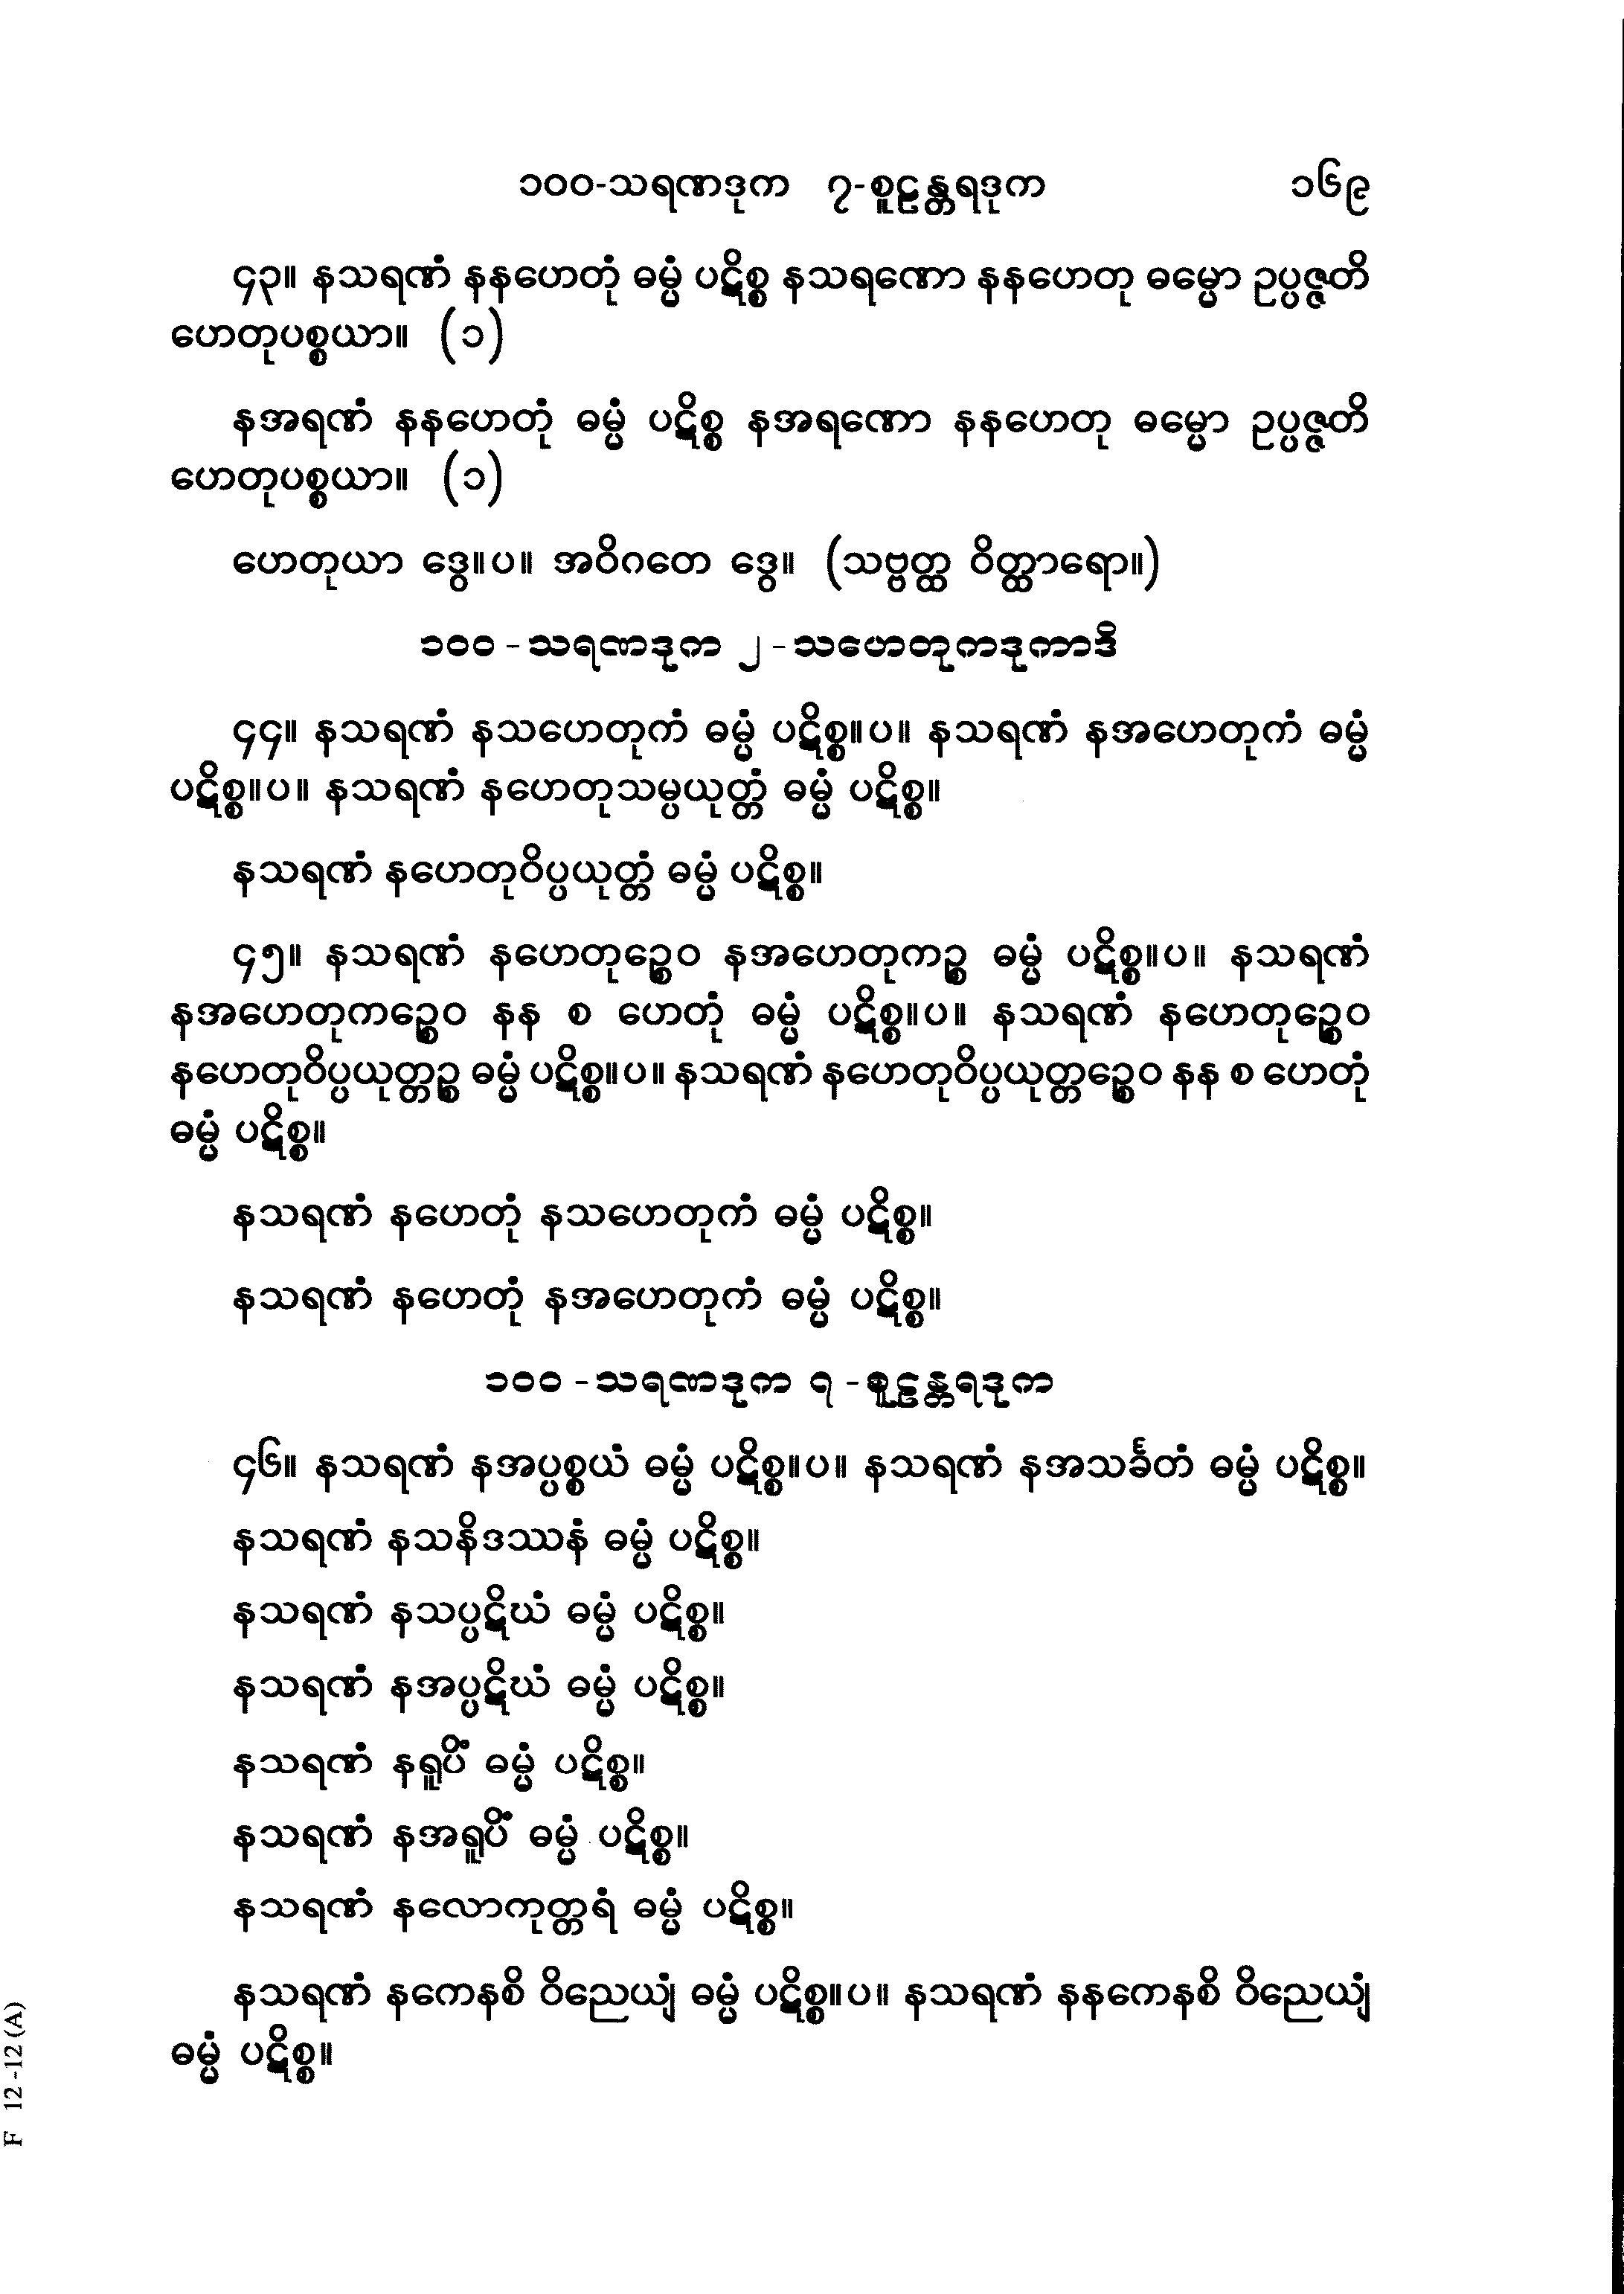 ၁၀၀-သရဏဒုက ၇-စူဠန္တရဒုက ၁၆၉
၄၃။ နသရဏံ နနဟေတုံ ဓမ္မံ ပဋိစ္စ နသရဏော နနဟေတု ဓမ္မော ဥပ္ပဇ္ဇတိ
ဟေတုပစ္စယာ။ (၁)
နအရဏံ နနဟေတုံ ဓမ္မံ ပဋိစ္စ နအရဏော နနဟေတု ဓမ္မော ဥပ္ပဇ္ဇတိ
ဟေတုပစ္စယာ။ (၁)
ဟေတုယာ ဒွေ။ပ။ အဝိဂတေ ဒွေ။ (သဗ္ဗတ္ထ ဝိတ္ထာရော။)
၁၀၀ -သရဏဒုက ၂ -သဟေတုကဒုကာဒိ
၄၄။ နသရဏံ နသဟေတုကံ ဓမ္မံ ပဋိစ္စ။ပ။ နသရဏံ နအဟေတုကံ ဓမ္မံ
ပဋိစ္စ။ပ။ နသရဏံ နဟေတုသမ္ပယုတ္တံ ဓမ္မံ ပဋိစ္စ။
နသရဏံ နဟေတုဝိပ္ပယုတ္တံ ဓမ္မံ ပဋိစ္စ။
၄၅။ နသရဏံ နဟေတုဉ္စေဝ နအဟေတုကဉ္စ ဓမ္မံ ပဋိစ္စ။ပ။ နသရဏံ
နအဟေတုကဉ္စေဝ နန စ ဟေတုံ ဓမ္မံ ပဋိစ္စ။ပ။ နသရဏံ နဟေတုဉ္စေဝ
နဟေတုဝိပ္ပယုတ္တဉ္စ ဓမ္မံ ပဋိစ္စ။ပ။ နသရဏံ နဟေတုဝိပ္ပယုတ္တဉ္စေဝ နန စ ဟေတုံ
ဓမ္မံ ပဋိစ္စ။
နသရဏံ နဟေတုံ နသဟေတုကံ ဓမ္မံ ပဋိစ္စ။
နသရဏံ နဟေတုံ နအဟေတုကံ ဓမ္မံ ပဋိစ္စ။
၁၀၀ -သရဏဒုက ၇ -စူဠန္တရဒုက
၄၆။ နသရဏံ နအပ္ပစ္စယံ ဓမ္မံ ပဋိစ္စ။ပ။ နသရဏံ နအသင်္ခတံ ဓမ္မံ ပဋိစ္စ။
နသရဏံ နသနိဒဿနံ ဓမ္မံ ပဋိစ္စ။
နသရဏံ နသပ္ပဋိဃံ ဓမ္မံ ပဋိစ္စ။
နသရဏံ နအပ္ပဋိဃံ ဓမ္မံ ပဋိစ္စ။
နသရဏံ နရူပိံ ဓမ္မံ ပဋိစ္စ။
နသရဏံ နအရူပိံ ဓမ္မံ ပဋိစ္စ။
နသရဏံ နလောကုတ္တရံ ဓမ္မံ ပဋိစ္စ။
နသရဏံ နကေနစိ ဝိညေယျံ ဓမ္မံ ပဋိစ္စ။ပ။ နသရဏံ နနကေနစိ ဝိညေယျံ
ဓမ္မံ ပဋိစ္စ။
F 12 -12 (A)